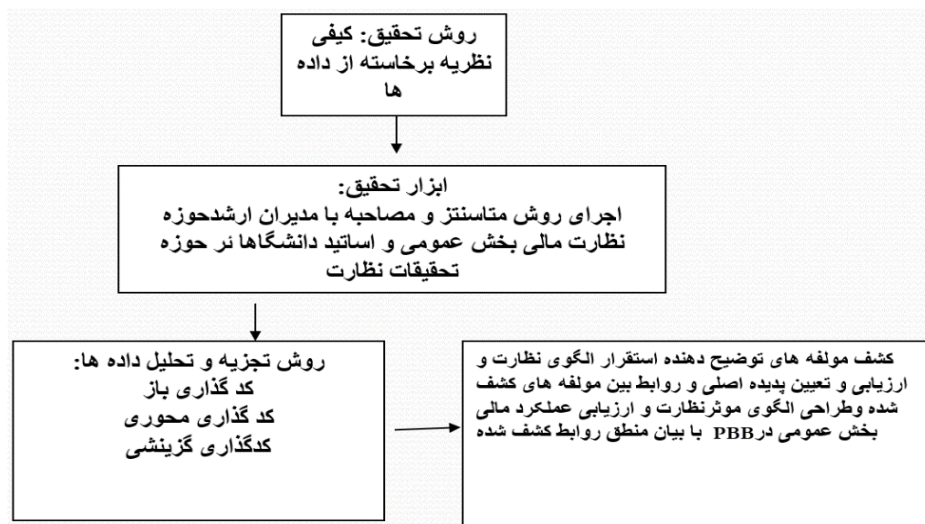 روش تحقیق: کیفی
نظریه برخاسته از داده
ها
ابزار تحقیق:
اجرای روش متاسنتز و مصاحبه با مدیران ارشدحوزه
نظارت مالی بخش عمومی و اساتید دانشگاها ئر حوزه
تحقیقات نظارت
روش تجزیه و تحلیل داده ها:
کد گذاری باز
کد گذاری محوری
کدگذاری گزینشی
کشف مولفه های توضیح دهنده استقرار الگوی نظارت و
ارزیابی و تعیین پدیده اصلی و روابط بین مولفه های کشف
شده وطراحی الگوی موثرنظارت و ارزیابی عملکرد مالی
بخش عمومی درPBB با بیان منطق روابط کشف شده